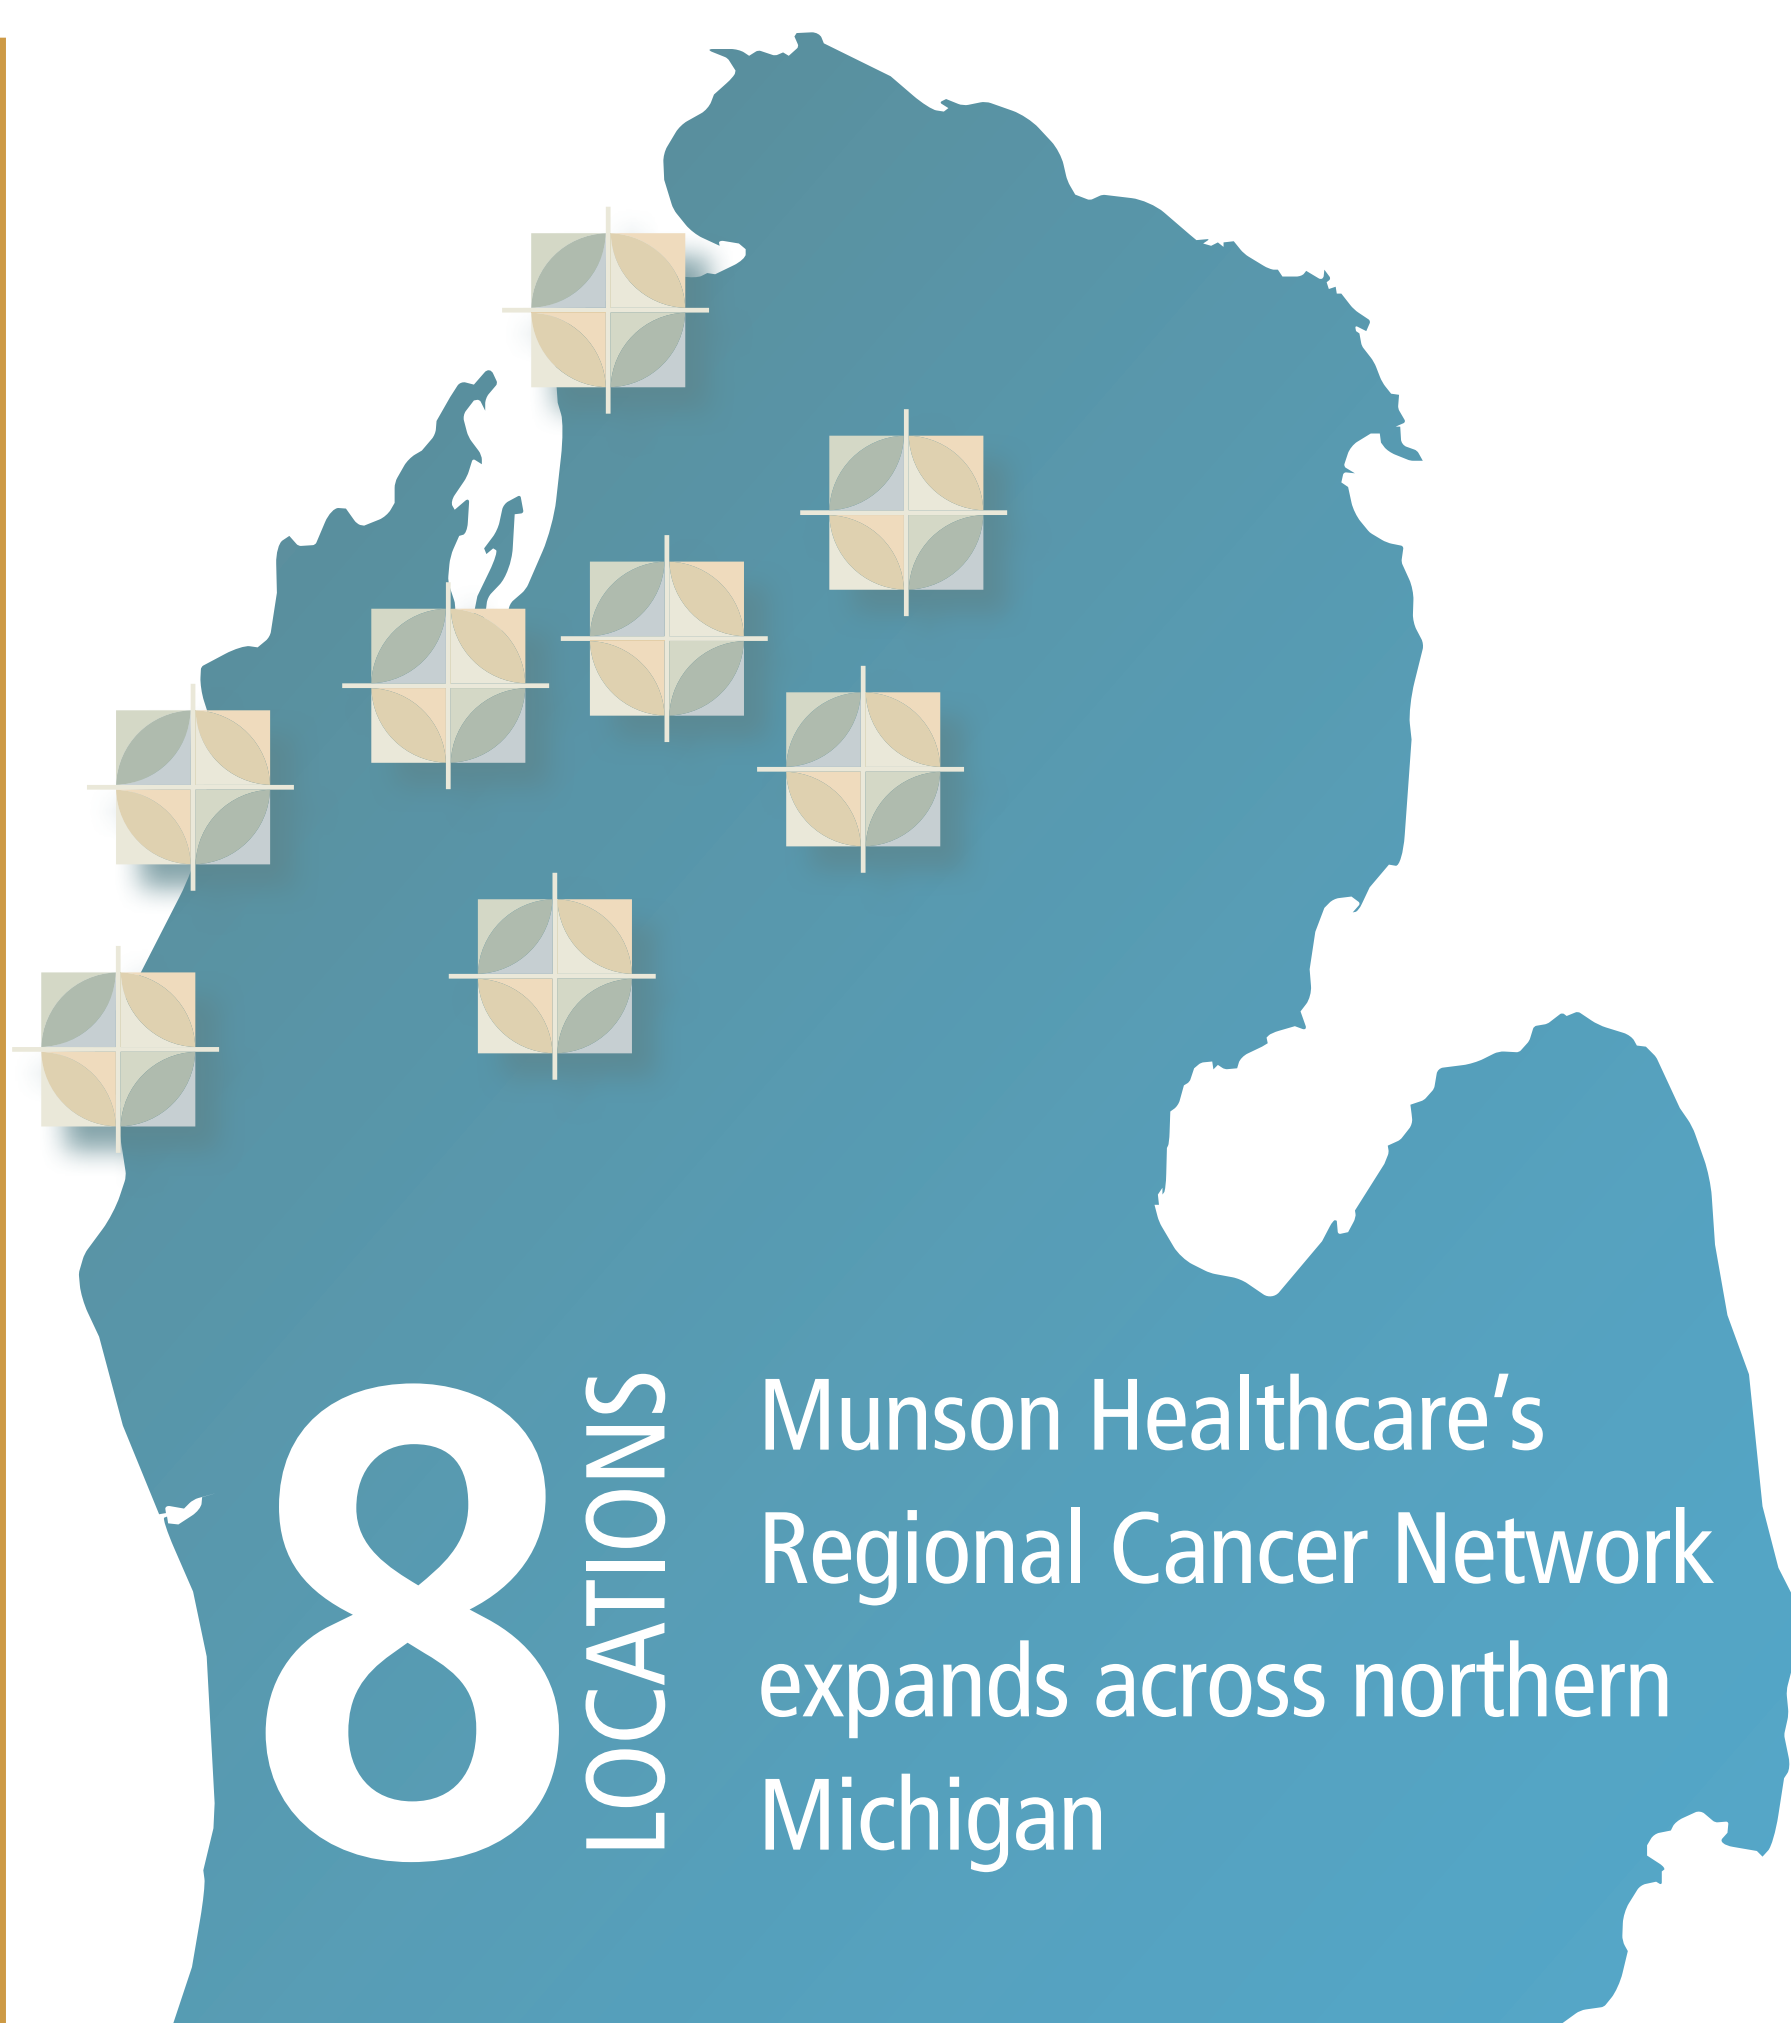 8 LOCATIONS
Munson Healthcare’s
Regional Cancer Network
expands across northern
Michigan